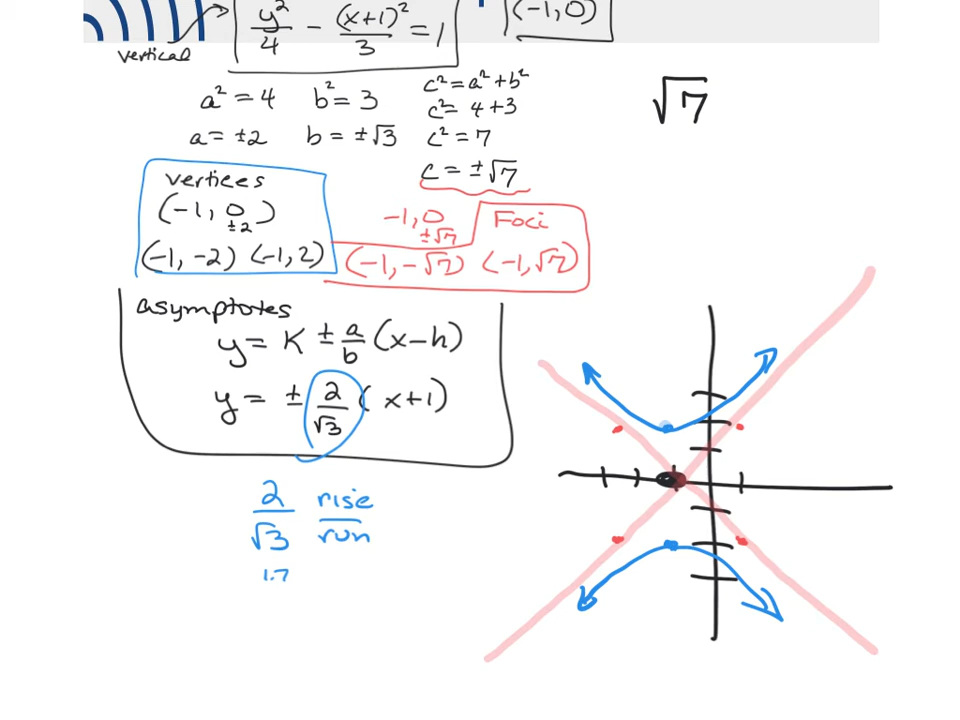 y²/4 - (x+1)²/3 = 1
(-1, 0)
vertical
a² = 4 b² = 3 c² = a² + b²
c² = 4 + 3
a = ±2 b = ±√3 c² = 7
c = ±√7
√7
vertices
(-1, 0)
±2
(-1, -2) (-1, 2)
-1, 0 Foci
±√7
(-1, -√7) (-1, √7)
asymptotes
y = K ± a/b (x-h)
y = ± 2/√3 (x+1)
2/√3 rise/run
1.7